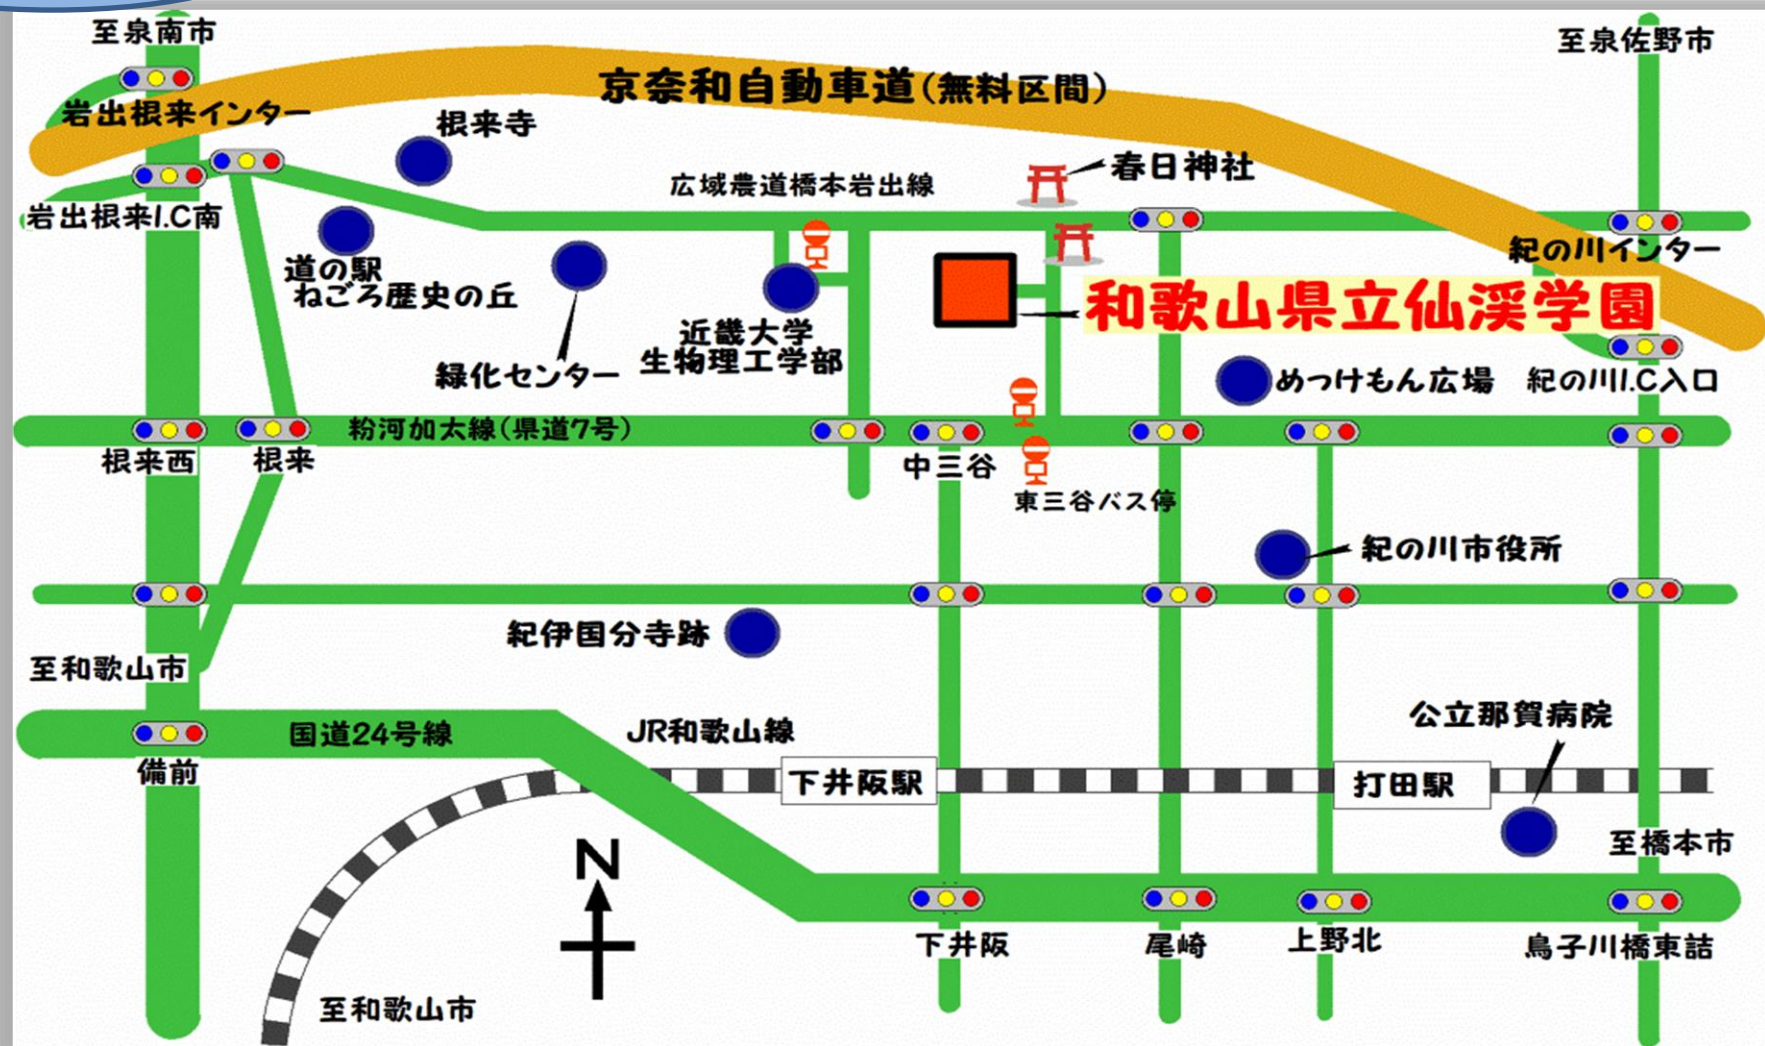 至泉南市
至泉佐野市
京奈和自動車道(無料区間)
岩出根来インター
根来寺
春日神社
広域農道橋本岩出線
岩出根来I.C南
紀の川インター
道の駅
ねごろ歴史の丘
和歌山県立仙渓学園
近畿大学
生物理工学部
緑化センター
めっけもん広場
紀の川I.C入口
粉河加太線(県道7号)
根来西
根来
中三谷
東三谷バス停
紀の川市役所
紀伊国分寺跡
至和歌山市
公立那賀病院
国道24号線
JR和歌山線
備前
下井阪駅
打田駅
至橋本市
N
下井阪
尾崎
上野北
鳥子川橋東詰
至和歌山市